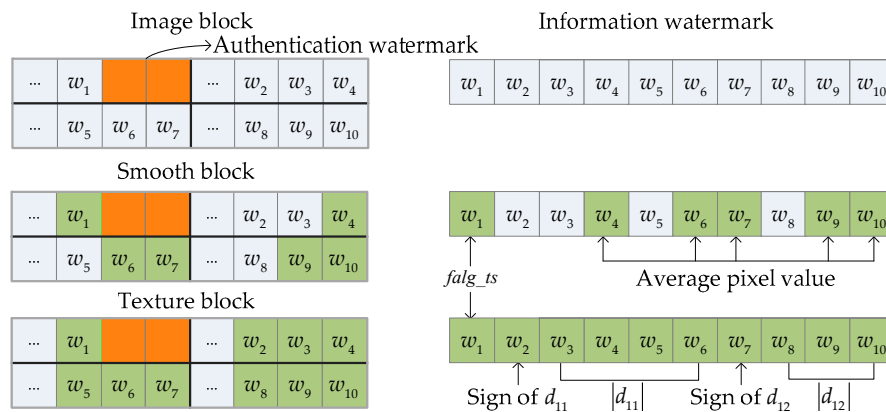 Image block
Information watermark
Authentication watermark
... w1 ... w2 w3 w4
... w5 w6 w7 ... w8 w9 w10
w1 w2 w3 w4 w5 w6 w7 w8 w9 w10
Smooth block
... w1 ... w2 w3 w4
... w5 w6 w7 ... w8 w9 w10
w1 w2 w3 w4 w5 w6 w7 w8 w9 w10
falg_ts
Average pixel value
Texture block
... w1 ... w2 w3 w4
... w5 w6 w7 ... w8 w9 w10
w1 w2 w3 w4 w5 w6 w7 w8 w9 w10
Sign of d11 |d11| Sign of d12 |d12|